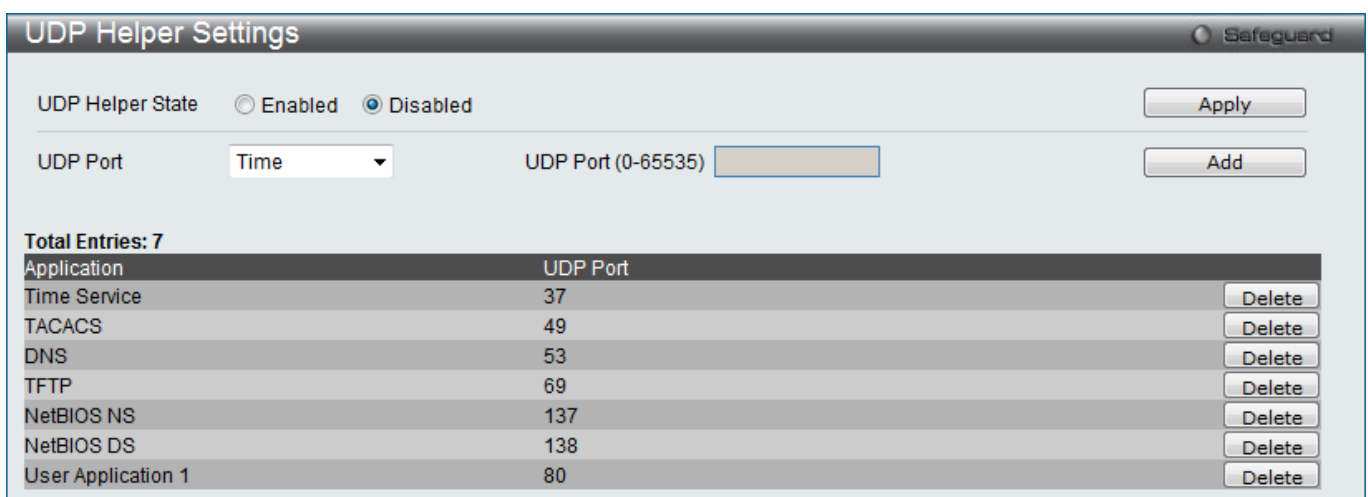 UDP Helper Settings Safeguard
UDP Helper State Enabled Disabled Apply
UDP Port Time UDP Port (0-65535) Add
Total Entries: 7
Application UDP Port
Time Service 37 Delete
TACACS 49 Delete
DNS 53 Delete
TFTP 69 Delete
NetBIOS NS 137 Delete
NetBIOS DS 138 Delete
User Application 1 80 Delete